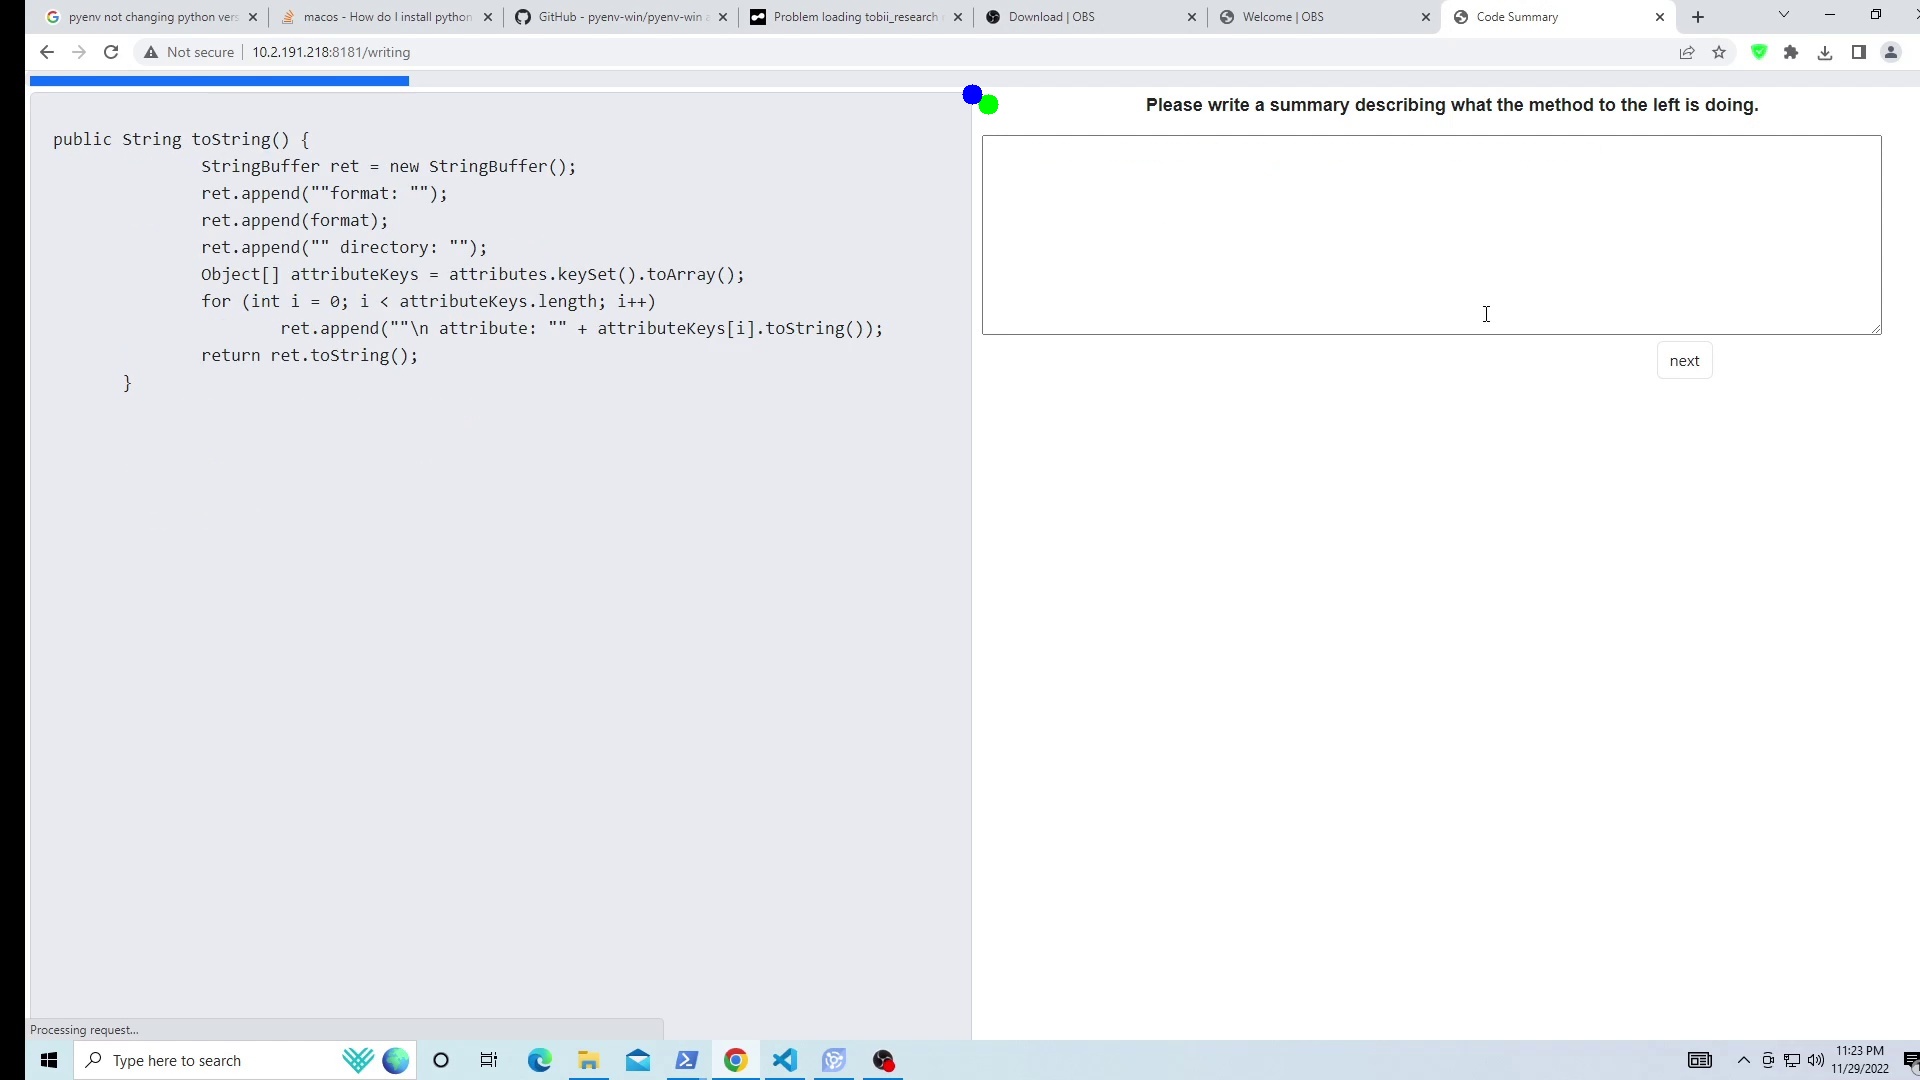 pyenv not changing python vers
macos - How do I install python
GitHub - pyenv-win/pyenv-win
Problem loading tobii_research
Download | OBS
Welcome | OBS
Code Summary
Not secure | 10.2.191.218:8181/writing
public String toString() {
StringBuffer ret = new StringBuffer();
ret.append(""format: "");
ret.append(format);
ret.append("" directory: "");
Object[] attributeKeys = attributes.keySet().toArray();
for (int i = 0; i < attributeKeys.length; i++)
ret.append(""\n attribute: "" + attributeKeys[i].toString());
return ret.toString();
}
Please write a summary describing what the method to the left is doing.
next
Processing request...
Type here to search
11:23 PM
11/29/2022